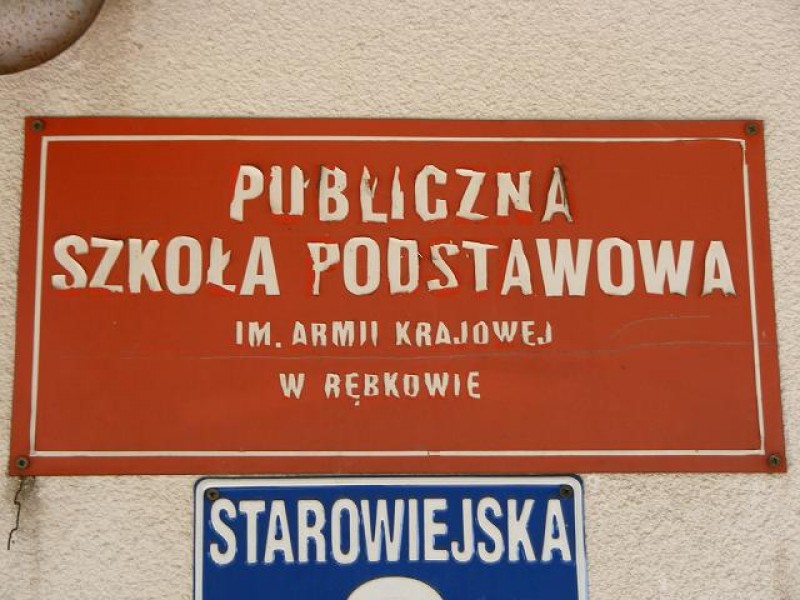 PUBLICZNA
SZKOŁA PODSTAWOWA
IM. ARMII KRAJOWEJ
W RĘBKOWIE
STAROWIEJSKA